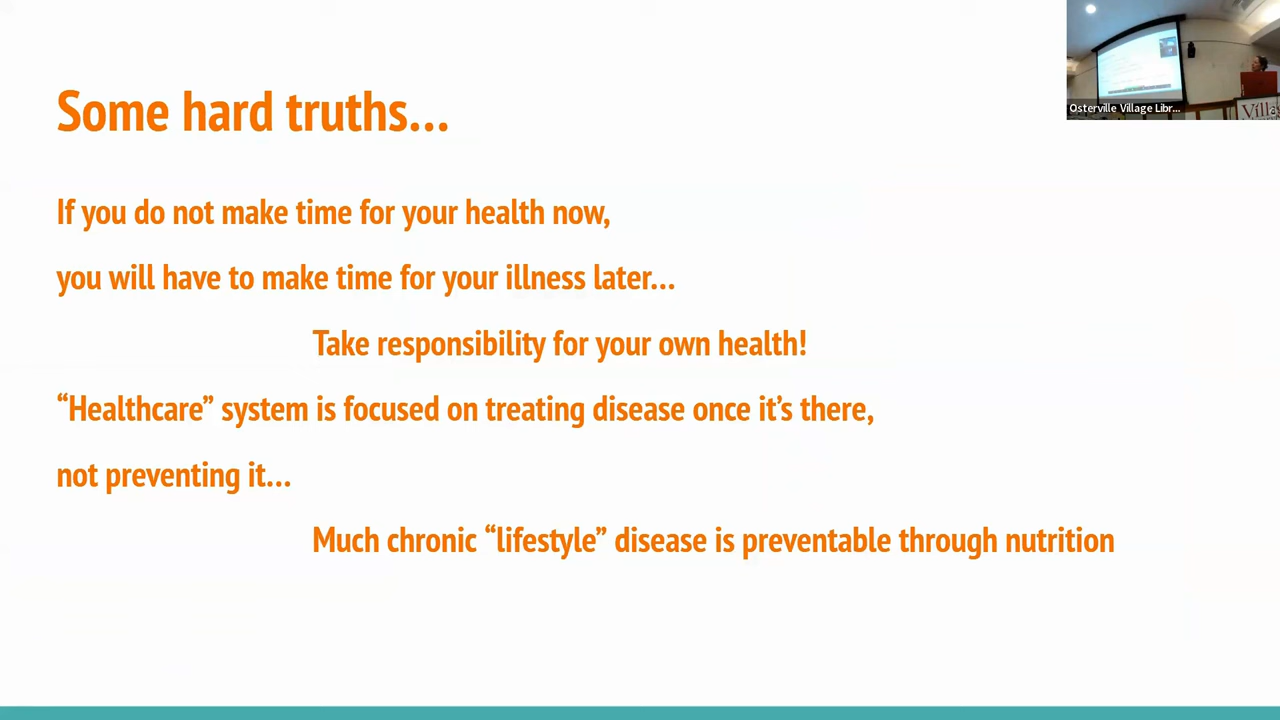 Some hard truths...
If you do not make time for your health now,
you will have to make time for your illness later...
Take responsibility for your own health!
“Healthcare” system is focused on treating disease once it’s there,
not preventing it...
Much chronic “lifestyle” disease is preventable through nutrition
Osterville Village Libr...